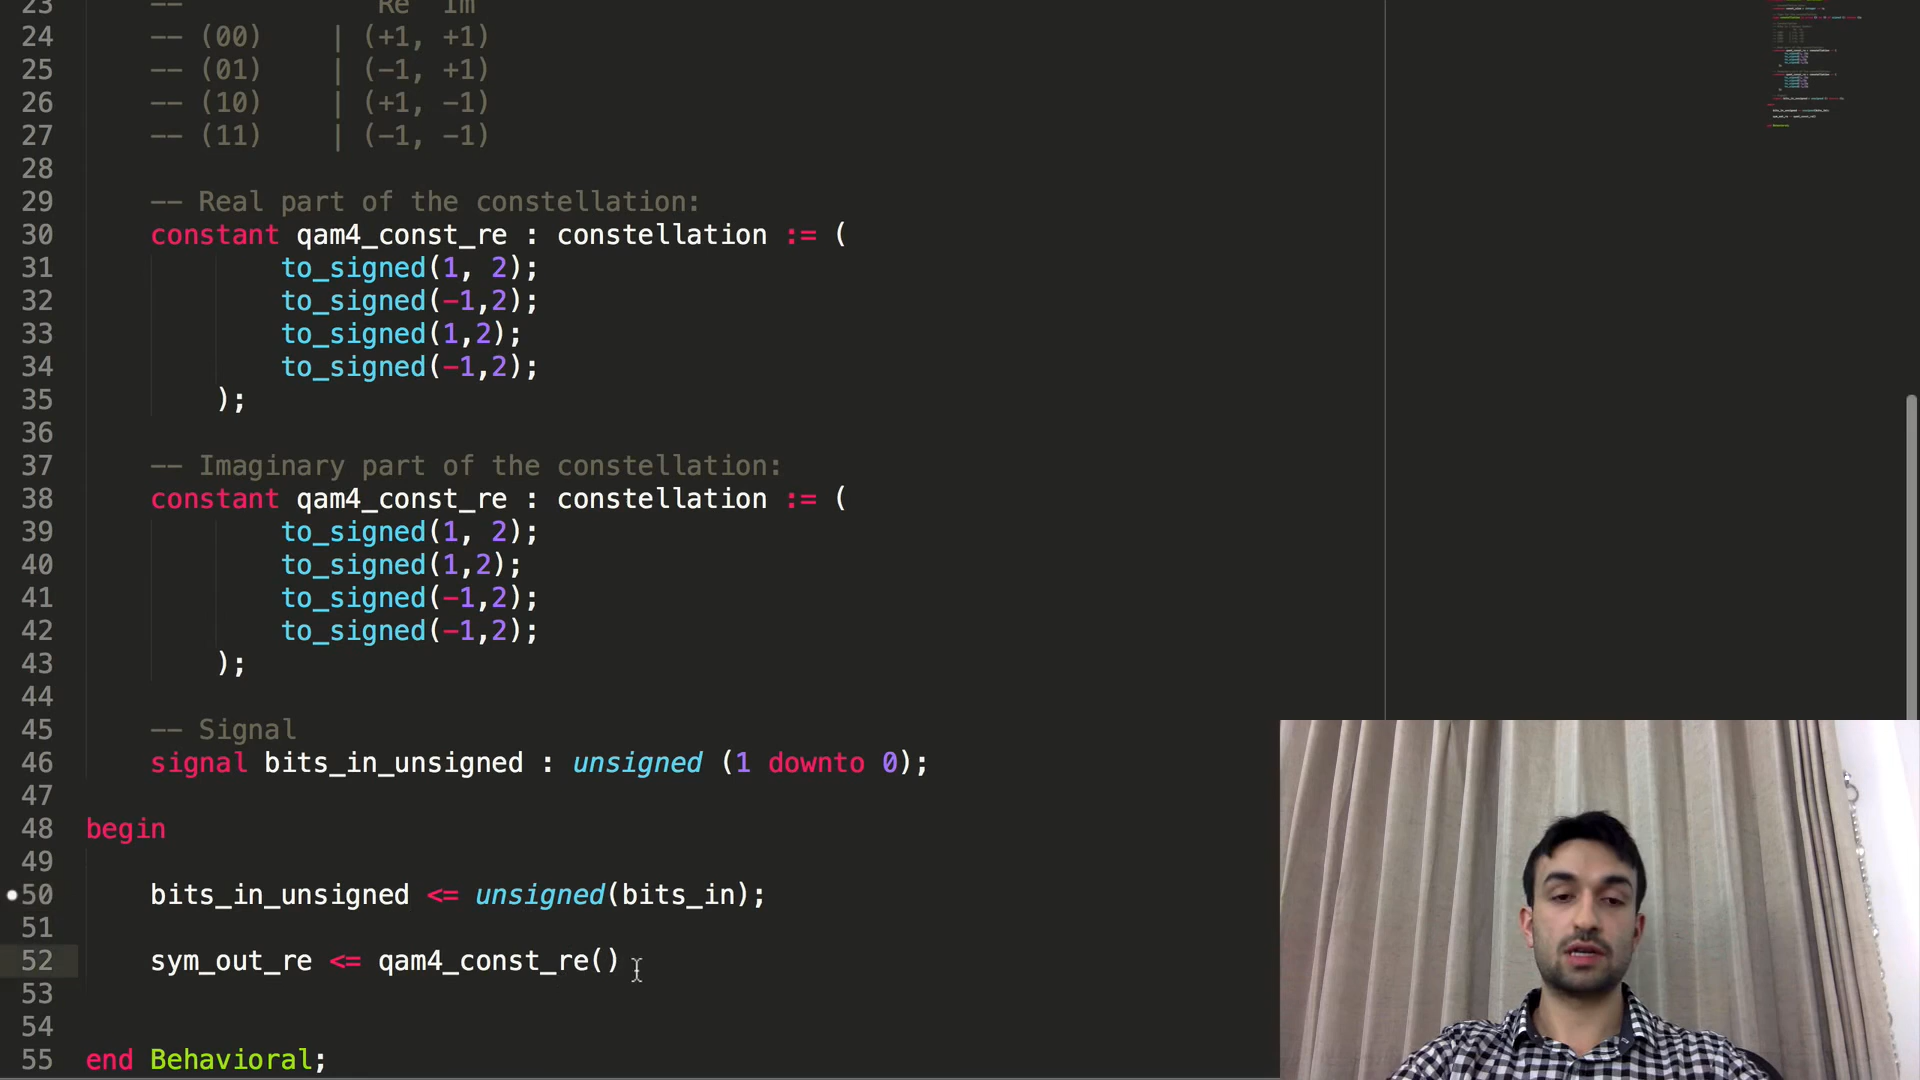 23 -- Re Im
24 -- (00) | (+1, +1)
25 -- (01) | (-1, +1)
26 -- (10) | (+1, -1)
27 -- (11) | (-1, -1)
28
29 -- Real part of the constellation:
30 constant qam4_const_re : constellation := (
31 to_signed(1, 2);
32 to_signed(-1,2);
33 to_signed(1,2);
34 to_signed(-1,2);
35 );
36
37 -- Imaginary part of the constellation:
38 constant qam4_const_re : constellation := (
39 to_signed(1, 2);
40 to_signed(1,2);
41 to_signed(-1,2);
42 to_signed(-1,2);
43 );
44
45 -- Signal
46 signal bits_in_unsigned : unsigned (1 downto 0);
47
48 begin
49
50 bits_in_unsigned <= unsigned(bits_in);
51
52 sym_out_re <= qam4_const_re()
53
54
55 end Behavioral;